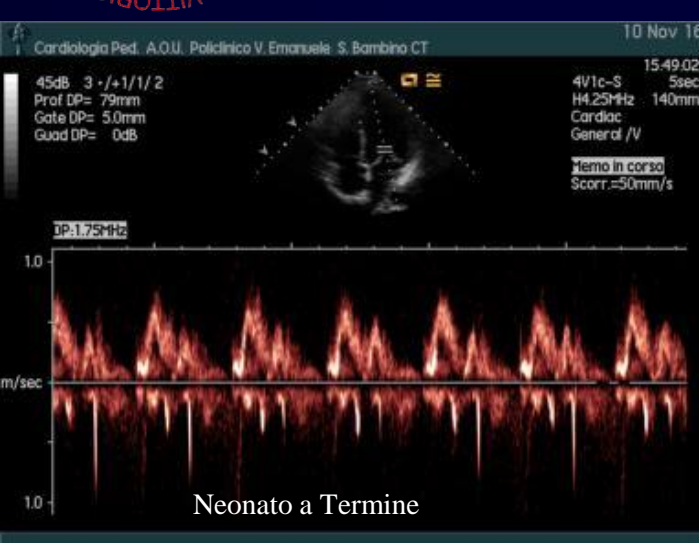 10 Nov 16
Cardiologia Ped. A.O.U. Policlinico V. Emanuele S. Bambino CT
15.49.02
45dB 3 •/+1/1/2
4V1c-S 5sec
Prof DP= 79mm
H4.25MHz 140mm
Gate DP= 5.0mm
Cardiac
Guad DP= 0dB
General /V
Memo in corso
Scorr.=50mm/s
DP:1.75MHz
1.0
m/sec
1.0
Neonato a Termine